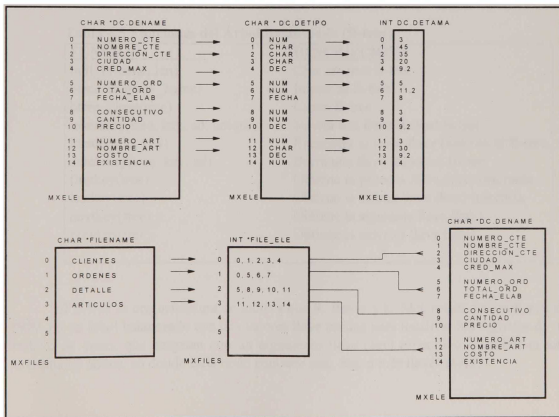 CHAR *DC DENAME
0 NUMERO_CTE
1 NOMBRE_CTE
2 DIRECCION_CTE
3 CIUDAD
4 CRED_MAX
5 NUMERO_ORD
6 TOTAL_ORD
7 FECHA_ELAB
8 CONSECUTIVO
9 CANTIDAD
10 PRECIO
11 NUMERO_ART
12 NOMBRE_ART
13 COSTO
14 EXISTENCIA
MXELE
CHAR * DC DETIPO
0 NUM
1 CHAR
2 CHAR
3 CHAR
4 DEC
5 NUM
6 NUM
7 FECHA
8 NUM
9 NUM
10 DEC
11 NUM
12 CHAR
13 DEC
14 NUM
MXELE
INT DC DETAMA
0 3
1 45
2 35
3 20
4 9.2
5 5
6 11.2
7 8
8 3
9 4
10 9.2
11 3
12 30
13 9.2
14 4
MXELE
CHAR *FILENAME
0 CLIENTES
1 ORDENES
2 DETALLE
3 ARTICULOS
4
5
MXFILES
INT *FILE_ELE
0 0, 1, 2, 3, 4
1 0, 5, 6, 7
2 5, 8, 9, 10, 11
3 11, 12, 13, 14
4
5
MXFILES
CHAR *DC DENAME
0 NUMERO_CTE
1 NOMBRE_CTE
2 DIRECCION_CTE
3 CIUDAD
4 CRED_MAX
5 NUMERO_ORD
6 TOTAL_ORD
7 FECHA_ELAB
8 CONSECUTIVO
9 CANTIDAD
10 PRECIO
11 NUMERO_ART
12 NOMBRE_ART
13 COSTO
14 EXISTENCIA
MXELE